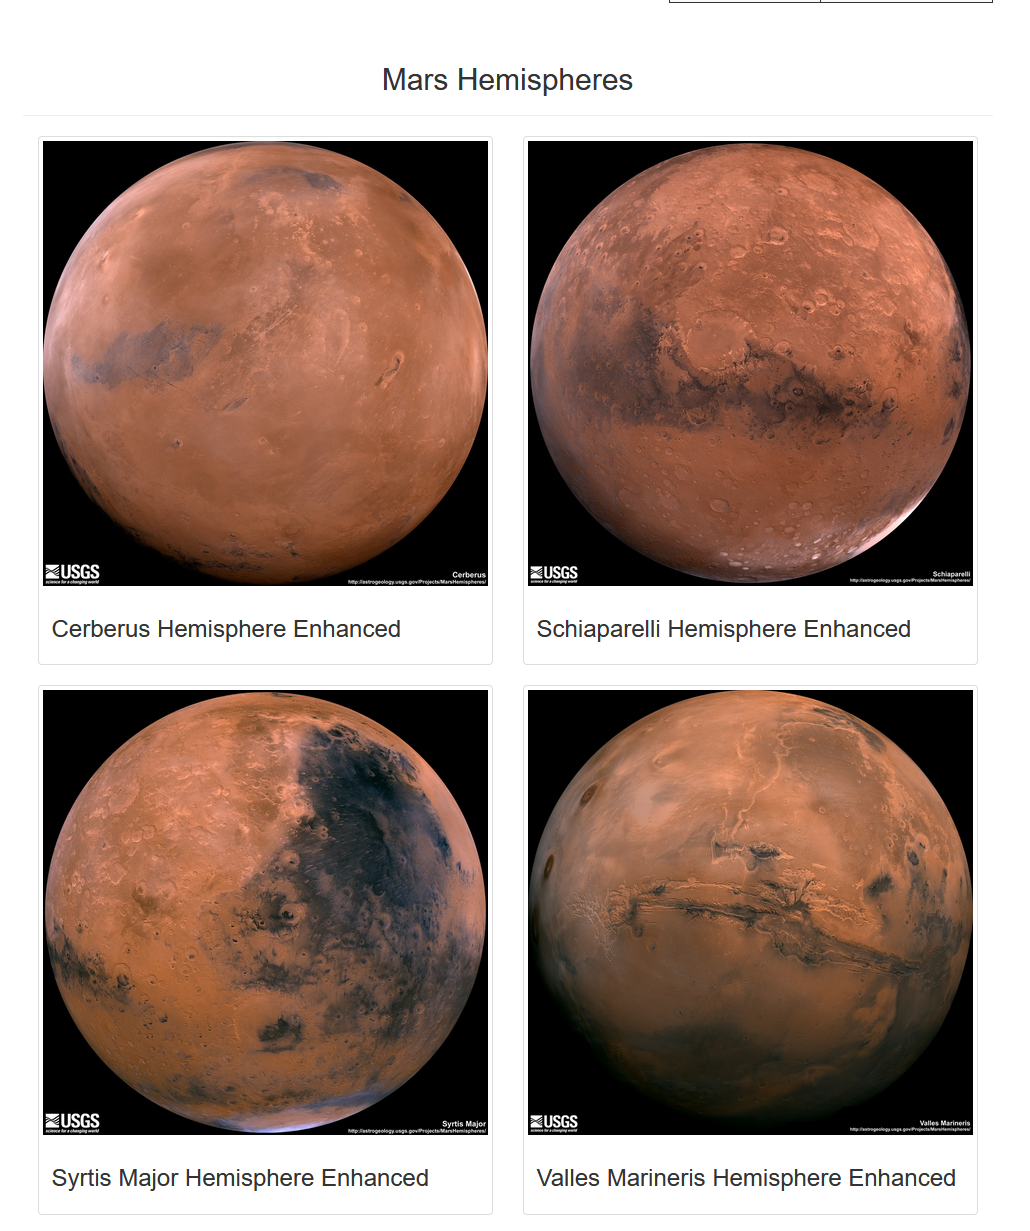 Mars Hemispheres
USGS
science for a changing world
Cerberus
http://astrogeology.usgs.gov/Projects/MarsHemispheres/
USGS
science for a changing world
Schiaparelli
http://astrogeology.usgs.gov/Projects/MarsHemispheres/
Cerberus Hemisphere Enhanced
Schiaparelli Hemisphere Enhanced
USGS
science for a changing world
Syrtis Major
http://astrogeology.usgs.gov/Projects/MarsHemispheres/
USGS
science for a changing world
Valles Marineris
http://astrogeology.usgs.gov/Projects/MarsHemispheres/
Syrtis Major Hemisphere Enhanced
Valles Marineris Hemisphere Enhanced